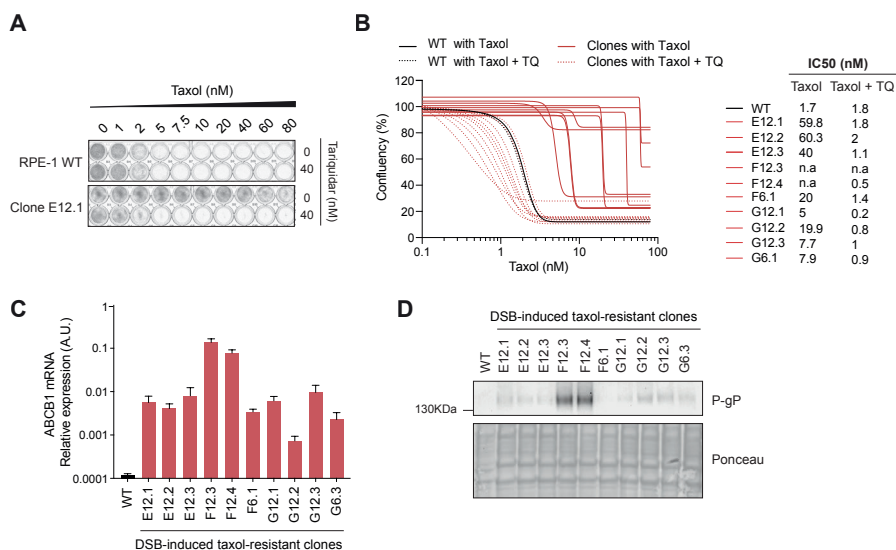 A
Taxol (nM)
0 1 2 5 7.5 10 20 40 60 80
RPE-1 WT
Clone E12.1
0
40
0
40
Tariquidar (nM)
B
WT with Taxol
WT with Taxol + TQ
Clones with Taxol
Clones with Taxol + TQ
Confluency (%)
120
100
80
60
40
20
0
0.1 1 10 100
Taxol (nM)
IC50 (nM)
Taxol Taxol + TQ
WT 1.7 1.8
E12.1 59.8 1.8
E12.2 60.3 2
E12.3 40 1.1
F12.3 n.a n.a
F12.4 n.a 0.5
F6.1 20 1.4
G12.1 5 0.2
G12.2 19.9 0.8
G12.3 7.7 1
G6.1 7.9 0.9
C
ABCB1 mRNA
Relative expression (A.U.)
1
0.1
0.01
0.001
0.0001
WT E12.1 E12.2 E12.3 F12.3 F12.4 F6.1 G12.1 G12.2 G12.3 G6.3
DSB-induced taxol-resistant clones
D
DSB-induced taxol-resistant clones
WT E12.1 E12.2 E12.3 F12.3 F12.4 F6.1 G12.1 G12.2 G12.3 G6.3
130KDa
P-gP
Ponceau